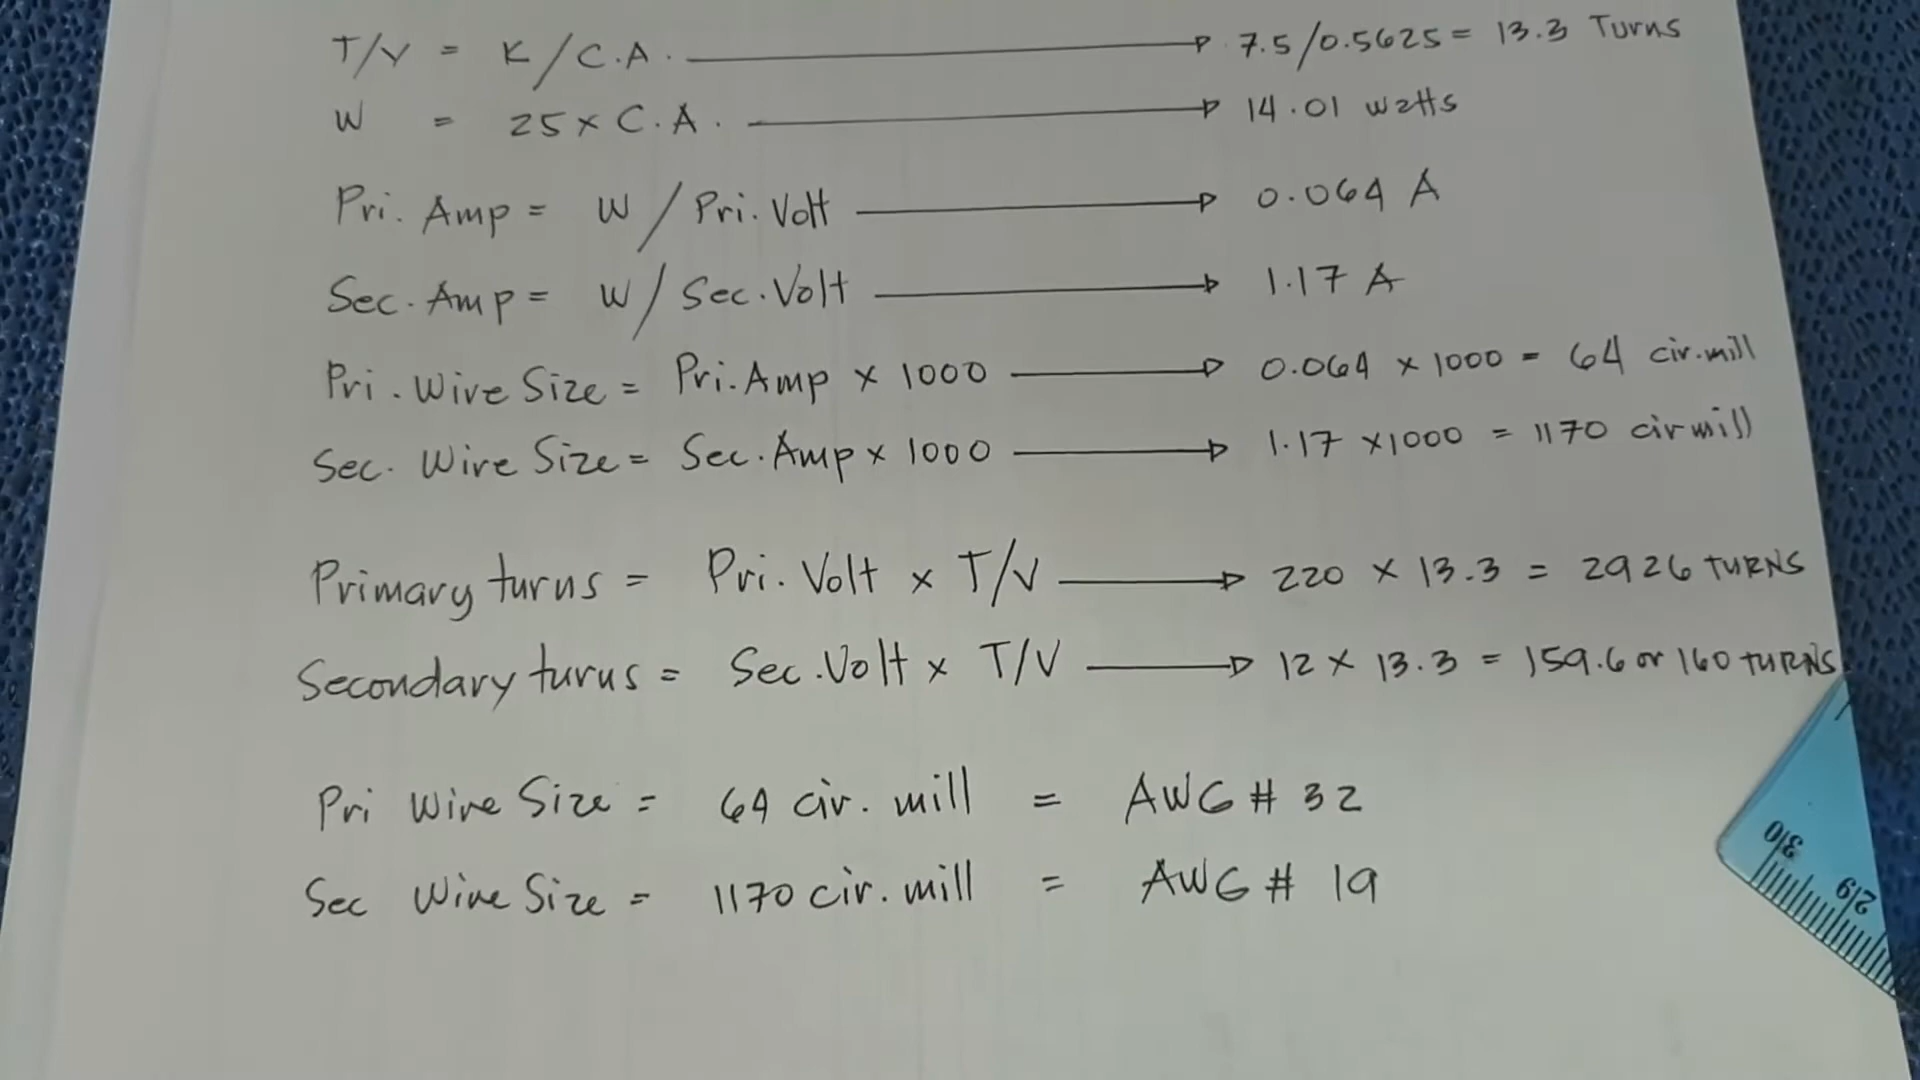 T/V = K/C.A. → 7.5/0.5625 = 13.3 Turns
W = 25 x C.A. → 14.01 watts
Pri. Amp = W/Pri. Volt → 0.064 A
Sec. Amp = W/Sec. Volt → 1.17 A
Pri. Wire Size = Pri. Amp x 1000 → 0.064 x 1000 = 64 cir.mill
Sec. Wire Size = Sec. Amp x 1000 → 1.17 x 1000 = 1170 cir mill
Primary turns = Pri. Volt x T/V → 220 x 13.3 = 2926 TURNS
Secondary turns = Sec. Volt x T/V → 12 x 13.3 = 159.6 or 160 TURNS
Pri Wire Size = 64 cir. mill = AWG # 32
Sec Wire Size = 1170 cir. mill = AWG # 19
3|0
2|9